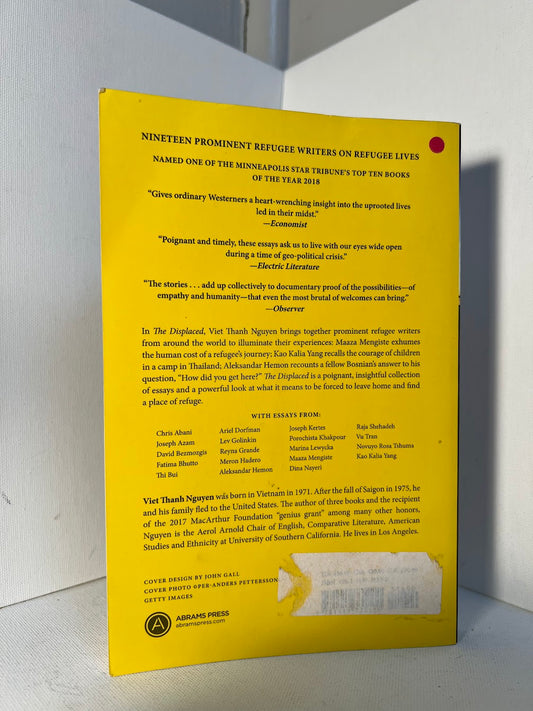 NINETEEN PROMINENT REFUGEE WRITERS ON REFUGEE LIVES
NAMED ONE OF THE MINNEAPOLIS STAR TRIBUNE'S TOP TEN BOOKS
OF THE YEAR 2018
“Gives ordinary Westerners a heart-wrenching insight into the uprooted lives
led in their midst.”
—Economist
“Poignant and timely, these essays ask us to live with our eyes wide open
during a time of geo-political crisis.”
—Electric Literature
“The stories . . . add up collectively to documentary proof of the possibilities—of
empathy and humanity—that even the most brutal of welcomes can bring.”
—Observer
In The Displaced, Viet Thanh Nguyen brings together prominent refugee writers
from around the world to illuminate their experiences: Maaza Mengiste exhumes
the human cost of a refugee's journey; Kao Kalia Yang recalls the courage of children
in a camp in Thailand; Aleksandar Hemon recounts a fellow Bosnian's answer to his
question, “How did you get here?” The Displaced is a poignant, insightful collection
of essays and a powerful look at what it means to be forced to leave home and find
a place of refuge.
WITH ESSAYS FROM:
Chris Abani
Joseph Azam
David Bezmozgis
Fatima Bhutto
Thi Bui
Ariel Dorfman
Lev Golinkin
Reyna Grande
Meron Hadero
Aleksandar Hemon
Joseph Kertes
Porochista Khakpour
Marina Lewycka
Maaza Mengiste
Dina Nayeri
Raja Shehadeh
Vu Tran
Novuyo Rosa Tshuma
Kao Kalia Yang
Viet Thanh Nguyen was born in Vietnam in 1971. After the fall of Saigon in 1975, he
and his family fled to the United States. The author of three books and the recipient
of the 2017 MacArthur Foundation “genius grant” among many other honors,
Nguyen is the Aerol Arnold Chair of English, Comparative Literature, American
Studies and Ethnicity at University of Southern California. He lives in Los Angeles.
COVER DESIGN BY JOHN GALL
COVER PHOTO @PER-ANDERS PETTERSSON
GETTY IMAGES
A
ABRAMS PRESS
abramspress.com